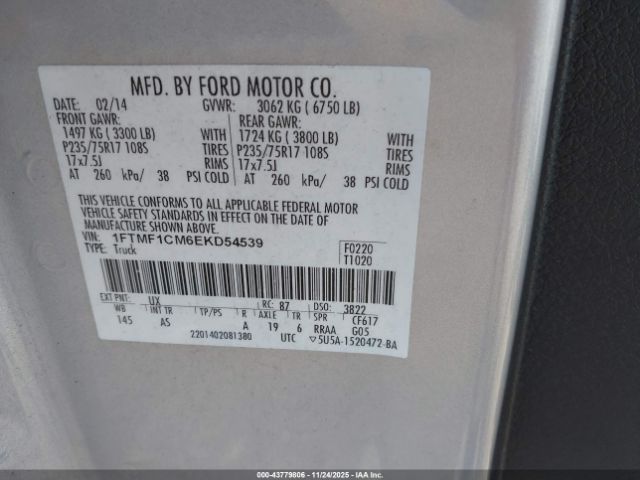 MFD. BY FORD MOTOR CO.
DATE: 02/14 GVWR: 3062 KG ( 6750 LB)
FRONT GAWR: REAR GAWR:
1497 KG ( 3300 LB) WITH 1724 KG ( 3800 LB) WITH
P235/75R17 108S TIRES P235/75R17 108S TIRES
17x7.5J RIMS 17x7.5J RIMS
AT 260 kPa/ 38 PSI COLD AT 260 kPa/ 38 PSI COLD
THIS VEHICLE CONFORMS TO ALL APPLICABLE FEDERAL MOTOR
VEHICLE SAFETY STANDARDS IN EFFECT ON THE DATE OF
MANUFACTURE SHOWN ABOVE.
VIN: 1FTMF1CM6EKD54539 F0220
TYPE: Truck T1020
EXT PNT: UX RC: 87 DSO: 3B22
WB INT TR TP/PS R AXLE TR SPR CF617
145 AS A 19 6 RRAA G05
2201402081380 UTC ▽5U5A-1520472-BA
000-43779806 - 11/24/2025 - IAAI.com